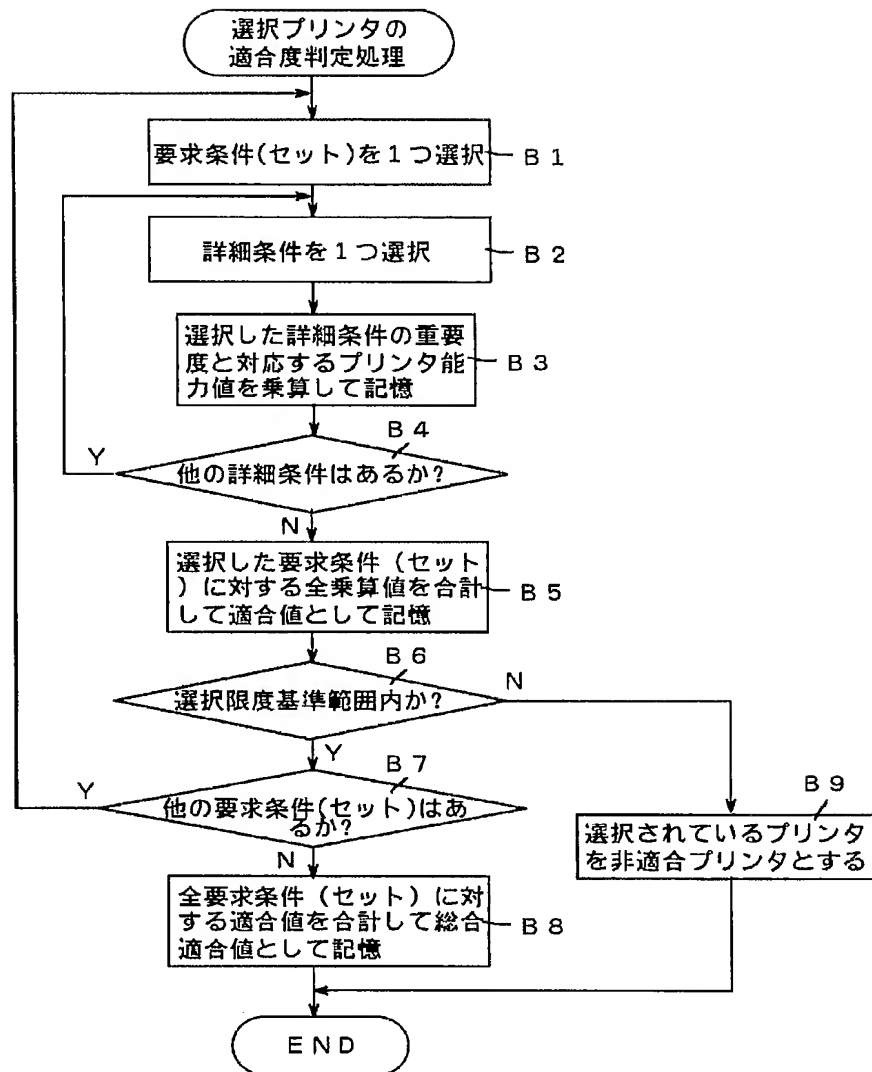 選択プリンタの
適合度判定処理
要求条件(セット)を1つ選択
B1
詳細条件を1つ選択
B2
選択した詳細条件の重要
度と対応するプリンタ能
力値を乗算して記憶
B3
B4
Y
他の詳細条件はあるか?
N
選択した要求条件(セット
)に対する全乗算値を合計
して適合値として記憶
B5
B6
選択限度基準範囲内か?
N
Y
B7
Y
他の要求条件(セット)はあ
るか?
N
B9
選択されているプリンタ
を非適合プリンタとする
全要求条件(セット)に対
する適合値を合計して総合
適合値として記憶
B8
END